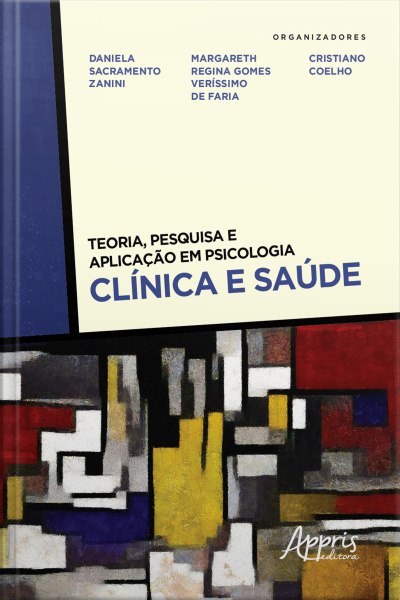 ORGANIZADORES
DANIELA
SACRAMENTO
ZANINI
MARGARETH
REGINA GOMES
VERÍSSIMO
DE FARIA
CRISTIANO
COELHO
TEORIA, PESQUISA E
APLICAÇÃO EM PSICOLOGIA
CLÍNICA E SAÚDE
Appris
editora